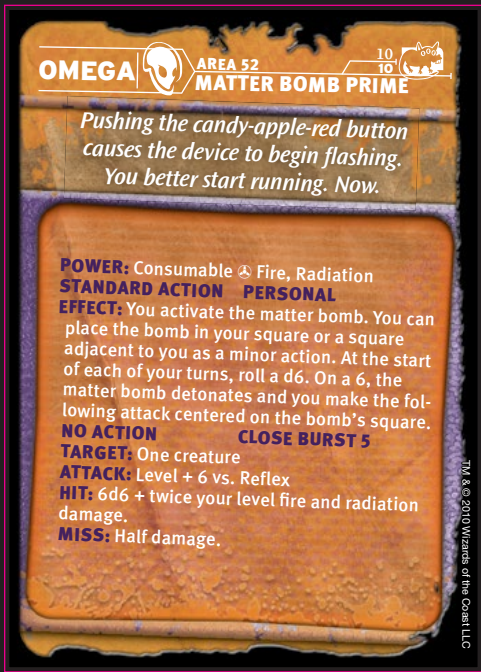 OMEGA
AREA 52
MATTER BOMB PRIME
10
10
Pushing the candy-apple-red button
causes the device to begin flashing.
You better start running. Now.
POWER: Consumable Fire, Radiation
STANDARD ACTION PERSONAL
EFFECT: You activate the matter bomb. You can
place the bomb in your square or a square
adjacent to you as a minor action. At the start
of each of your turns, roll a d6. On a 6, the
matter bomb detonates and you make the fol-
lowing attack centered on the bomb’s square.
NO ACTION CLOSE BURST 5
TARGET: One creature
ATTACK: Level + 6 vs. Reflex
HIT: 6d6 + twice your level fire and radiation
damage.
MISS: Half damage.
TM & © 2010 Wizards of the Coast LLC